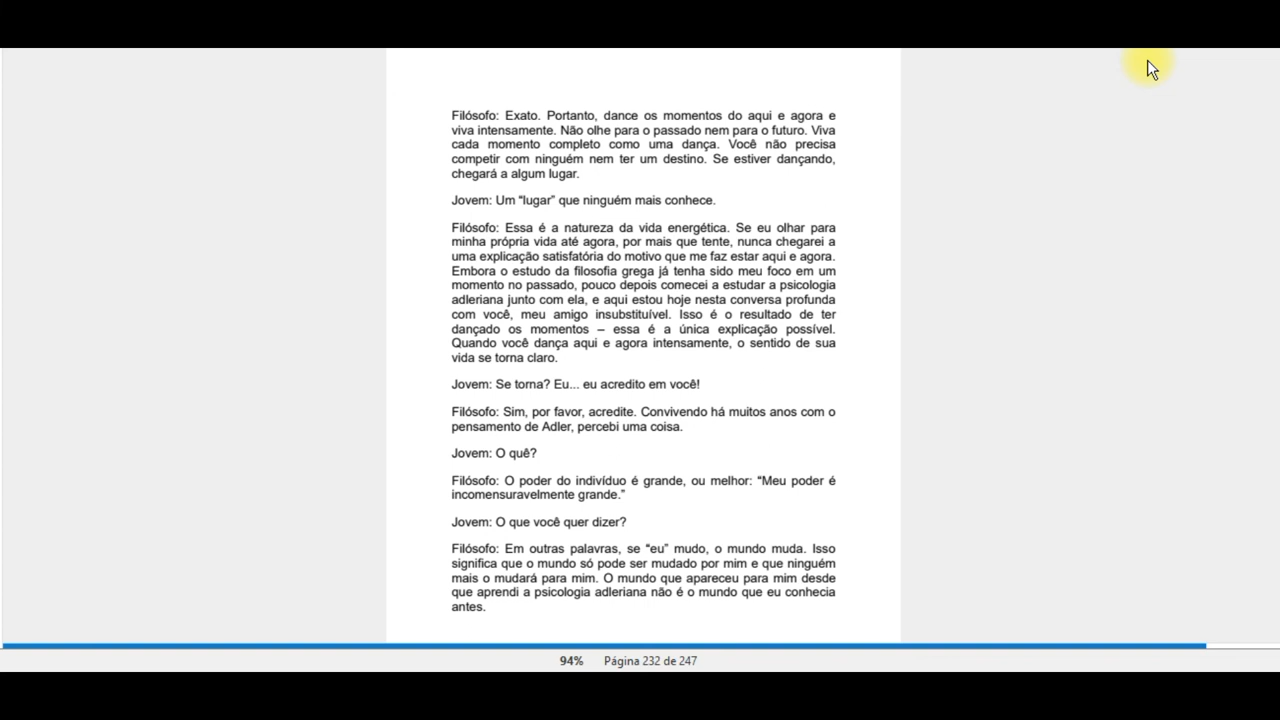 Filósofo: Exato. Portanto, dance os momentos do aqui e agora e
viva intensamente. Não olhe para o passado nem para o futuro. Viva
cada momento completo como uma dança. Você não precisa
competir com ninguém nem ter um destino. Se estiver dançando,
chegará a algum lugar.
Jovem: Um “lugar” que ninguém mais conhece.
Filósofo: Essa é a natureza da vida energética. Se eu olhar para
minha própria vida até agora, por mais que tente, nunca chegarei a
uma explicação satisfatória do motivo que me faz estar aqui e agora.
Embora o estudo da filosofia grega já tenha sido meu foco em um
momento no passado, pouco depois comecei a estudar a psicologia
adleriana junto com ela, e aqui estou hoje nesta conversa profunda
com você, meu amigo insubstituível. Isso é o resultado de ter
dançado os momentos – essa é a única explicação possível.
Quando você dança aqui e agora intensamente, o sentido de sua
vida se torna claro.
Jovem: Se torna? Eu... eu acredito em você!
Filósofo: Sim, por favor, acredite. Convivendo há muitos anos com o
pensamento de Adler, percebi uma coisa.
Jovem: O quê?
Filósofo: O poder do indivíduo é grande, ou melhor: “Meu poder é
incomensuravelmente grande.”
Jovem: O que você quer dizer?
Filósofo: Em outras palavras, se “eu” mudo, o mundo muda. Isso
significa que o mundo só pode ser mudado por mim e que ninguém
mais o mudará para mim. O mundo que apareceu para mim desde
que aprendi a psicologia adleriana não é o mundo que eu conhecia
antes.
94% Página 232 de 247